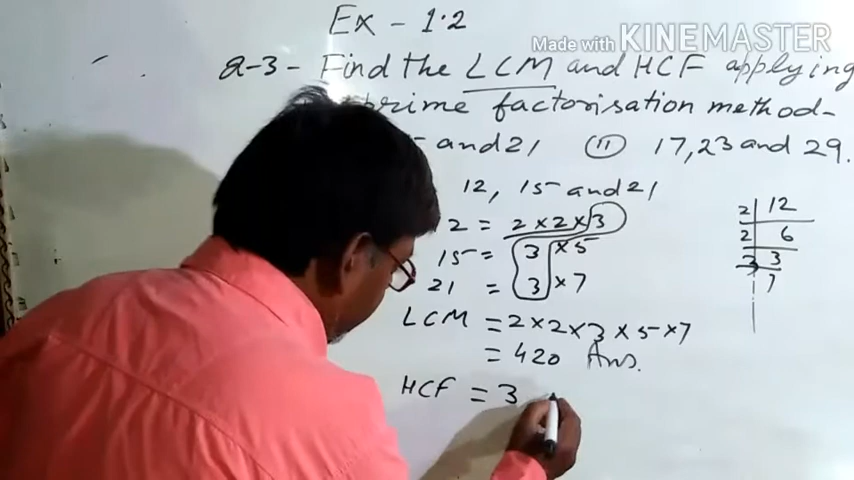 Ex - 1.2
Made with KINEMASTER
Q-3- Find the LCM and HCF applying
prime factorisation method-
and 21 (11) 17, 23 and 29.
12, 15 and 21
2 = 2 × 2 × 3
15 = 3 × 5
21 = 3 × 7
LCM = 2 × 2 × 3 × 5 × 7
= 420 Ans.
HCF = 3
2 12
2 6
3 3
1